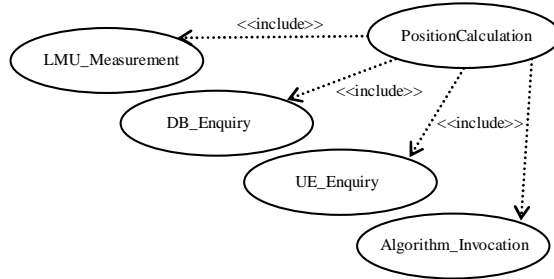 <<include>>
PositionCalculation
LMU_Measurement
<<include>>
DB_Enquiry
<<include>>
UE_Enquiry
Algorithm_Invocation